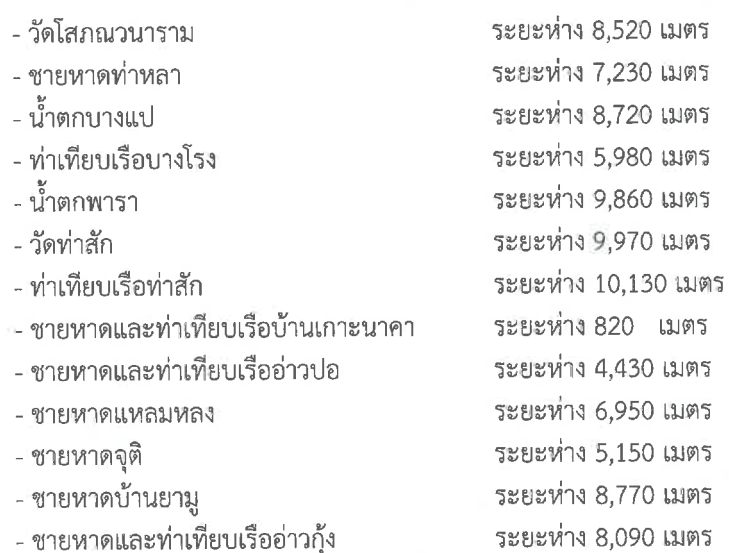 - วัดโสภณวนาราม ระยะห่าง 8,520 เมตร
- ชายหาดท่าหลา ระยะห่าง 7,230 เมตร
- น้ำตกบางแป ระยะห่าง 8,720 เมตร
- ท่าเทียบเรือบางโรง ระยะห่าง 5,980 เมตร
- น้ำตกพารา ระยะห่าง 9,860 เมตร
- วัดท่าสัก ระยะห่าง 9,970 เมตร
- ท่าเทียบเรือท่าสัก ระยะห่าง 10,130 เมตร
- ชายหาดและท่าเทียบเรือบ้านเกาะนาคา ระยะห่าง 820 เมตร
- ชายหาดและท่าเทียบเรืออ่าวปอ ระยะห่าง 4,430 เมตร
- ชายหาดแหลมหลง ระยะห่าง 6,950 เมตร
- ชายหาดจุติ ระยะห่าง 5,150 เมตร
- ชายหาดบ้านยามู ระยะห่าง 8,770 เมตร
- ชายหาดและท่าเทียบเรืออ่าวกุ้ง ระยะห่าง 8,090 เมตร